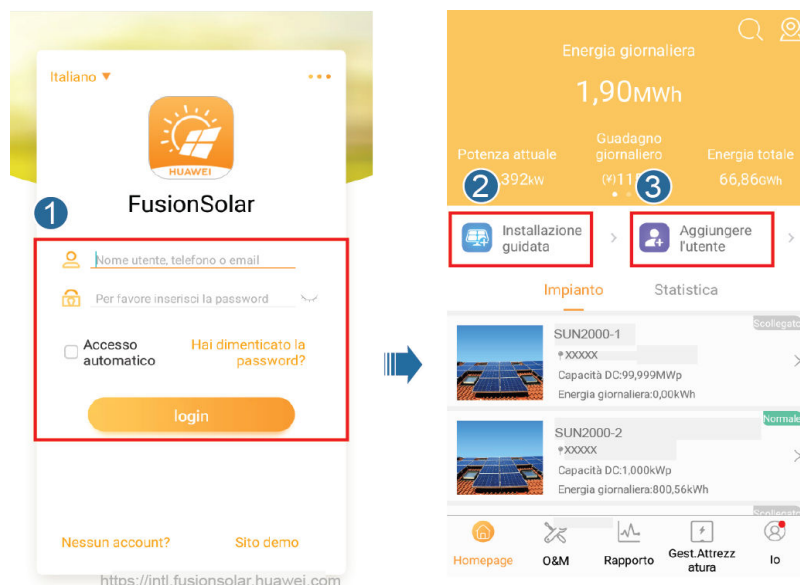 Italiano ▼
HUAWEI
FusionSolar
1
Nome utente, telefono o email
Per favore inserisci la password
Accesso
automatico
Hai dimenticato la
password?
login
Nessun account?
Sito demo
https://intl.fusionsolar.huawei.com
Energia giornaliera
1,90MWh
Potenza attuale
Guadagno
giornaliero
Energia totale
2
392kW
(¥)11
3
66,86GWh
Installazione
guidata
Aggiungere
l'utente
Impianto
Statistica
Scollegato
SUN2000-1
XXXXX
Capacità DC:99,999MWp
Energia giornaliera:0,00kWh
Normale
SUN2000-2
XXXXX
Capacità DC:1,000kWp
Energia giornaliera:800,56kWh
Scollegato
Homepage
O&M
Rapporto
Gest.Attrezz
atura
Io